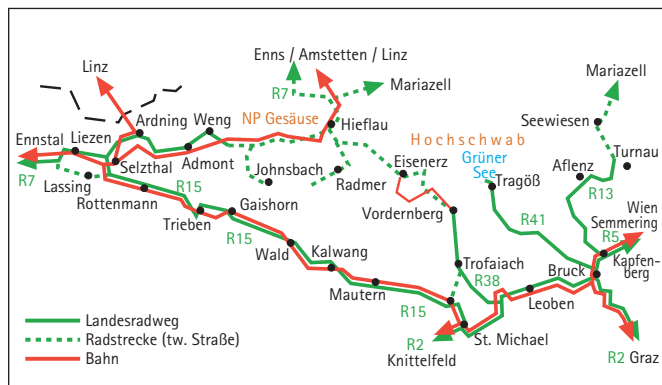 Enns / Amstetten / Linz
Linz
R7
Mariazell
Mariazell
Ardning
Weng
NP Gesäuse
Hieflau
Seewiesen
Ennstal
Liezen
Hochschwab
Turnau
R7
Selzthal
Admont
Eisenerz
Grüner
See
Aflenz
Lassing
R15
Johnsbach
Radmer
Tragöß
R13
Rottenmann
Gaishorn
Vordernberg
Wien
Semmering
Trieben
R15
R41
R5
Wald
Kalwang
Trofaiach
Bruck
Kapfen-
berg
Mautern
R38
R15
Leoben
Landesradweg
Radstrecke (tw. Straße)
Bahn
R2
Knittelfeld
St. Michael
R2 Graz